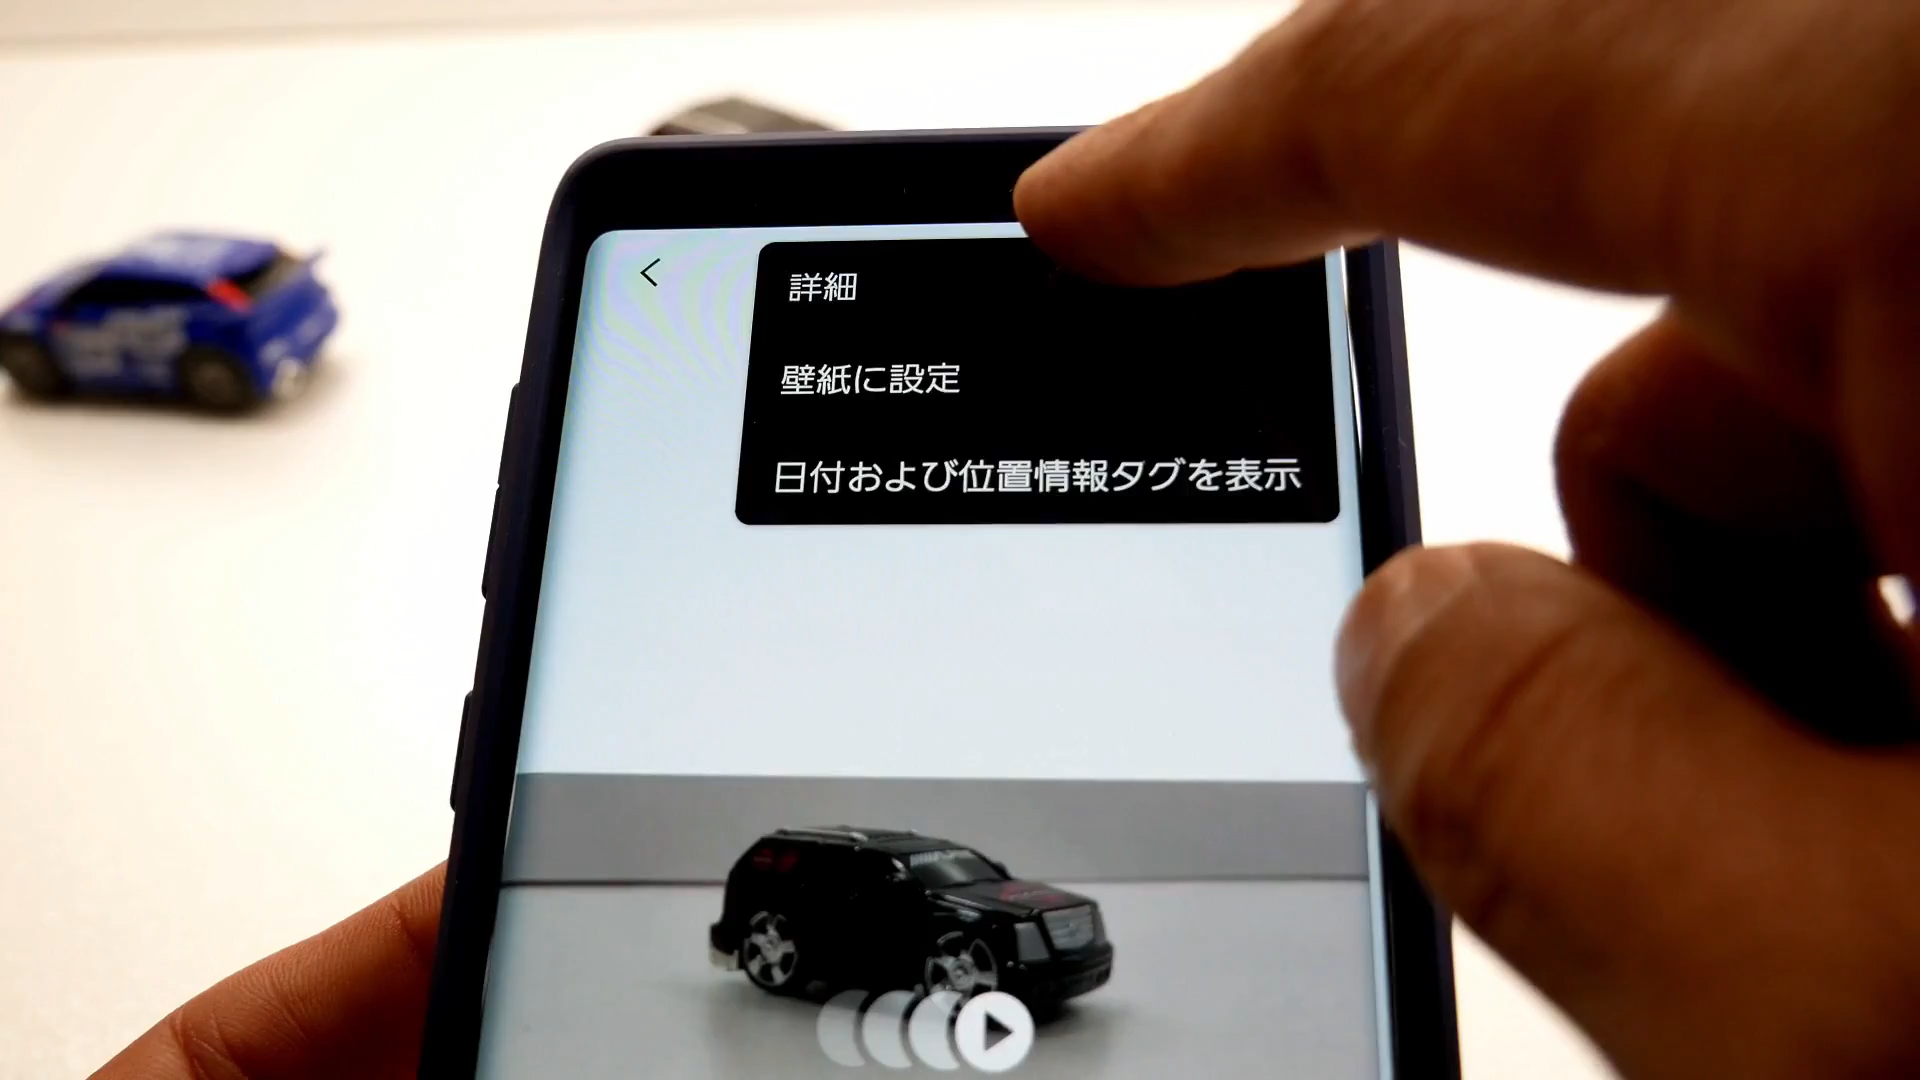 詳細
壁紙に設定
日付および位置情報タグを表示